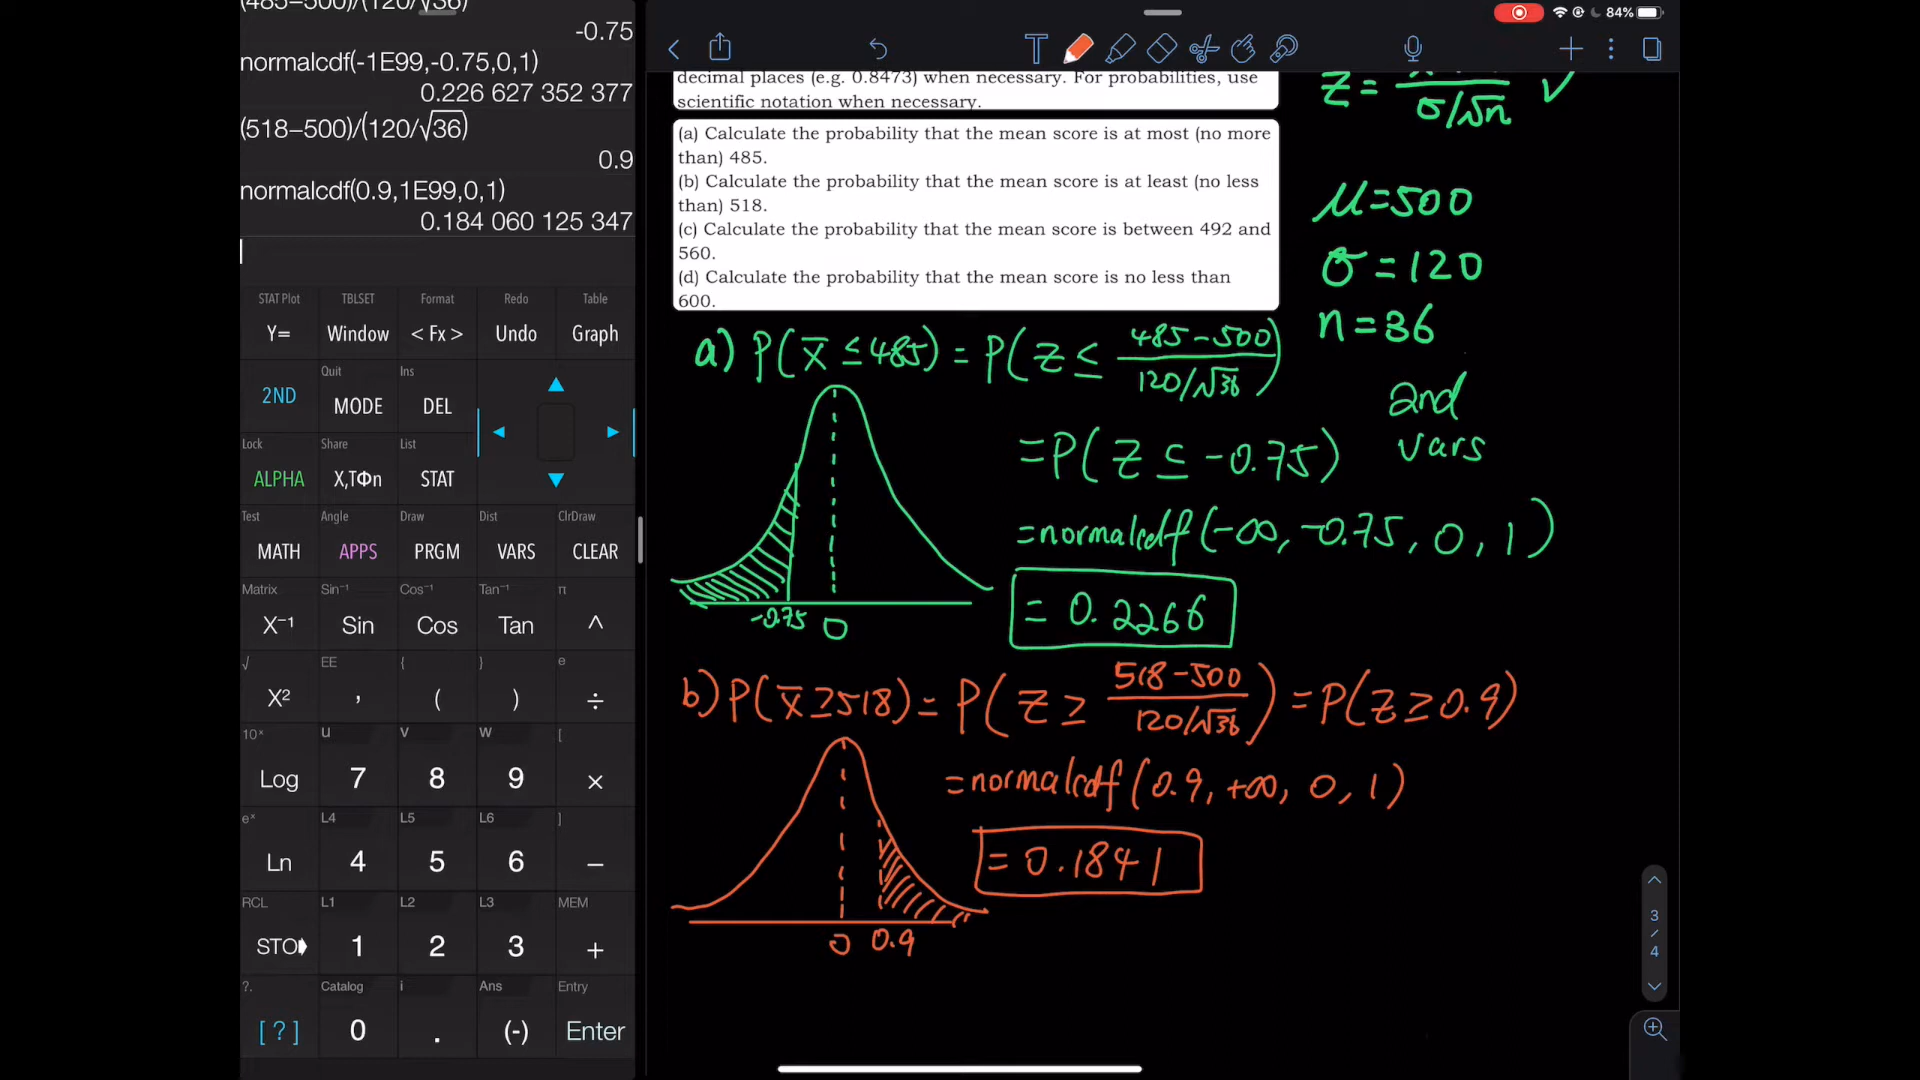 (485−500)/(120/√36)
-0.75
normalcdf(-1E99,-0.75,0,1)
0.226 627 352 377
(518−500)/(120/√36)
0.9
normalcdf(0.9,1E99,0,1)
0.184 060 125 347
STAT Plot TBLSET Format Redo Table
Y= Window < Fx > Undo Graph
Quit Ins
2ND MODE DEL
Lock Share List
ALPHA X,TΦn STAT
Test Angle Draw Dist ClrDraw
MATH APPS PRGM VARS CLEAR
Matrix Sin⁻¹ Cos⁻¹ Tan⁻¹ π
X⁻¹ Sin Cos Tan ^
√ EE { } e
X² , ( ) ÷
10ˣ u v w [
Log 7 8 9 ×
eˣ L4 L5 L6 ]
Ln 4 5 6 −
RCL L1 L2 L3 MEM
STO 1 2 3 +
?. Catalog i Ans Entry
[ ? ] 0 . (-) Enter
84%
T
decimal places (e.g. 0.8473) when necessary. For probabilities, use
scientific notation when necessary.
(a) Calculate the probability that the mean score is at most (no more
than) 485.
(b) Calculate the probability that the mean score is at least (no less
than) 518.
(c) Calculate the probability that the mean score is between 492 and
560.
(d) Calculate the probability that the mean score is no less than
600.
z = σ/√n ✓
μ=500
σ=120
n=36
2nd
vars
a) P(x̄ ≤ 485) = P(Z ≤ (485-500)/(120/√36))
=P(Z ≤ -0.75)
=normalcdf(-∞, -0.75, 0, 1)
= 0.2266
-0.75 0
b) P(x̄ ≥ 518) = P(Z ≥ (518-500)/(120/√36)) = P(Z ≥ 0.9)
=normalcdf(0.9, +∞, 0, 1)
= 0.1841
0 0.9
3
/
4